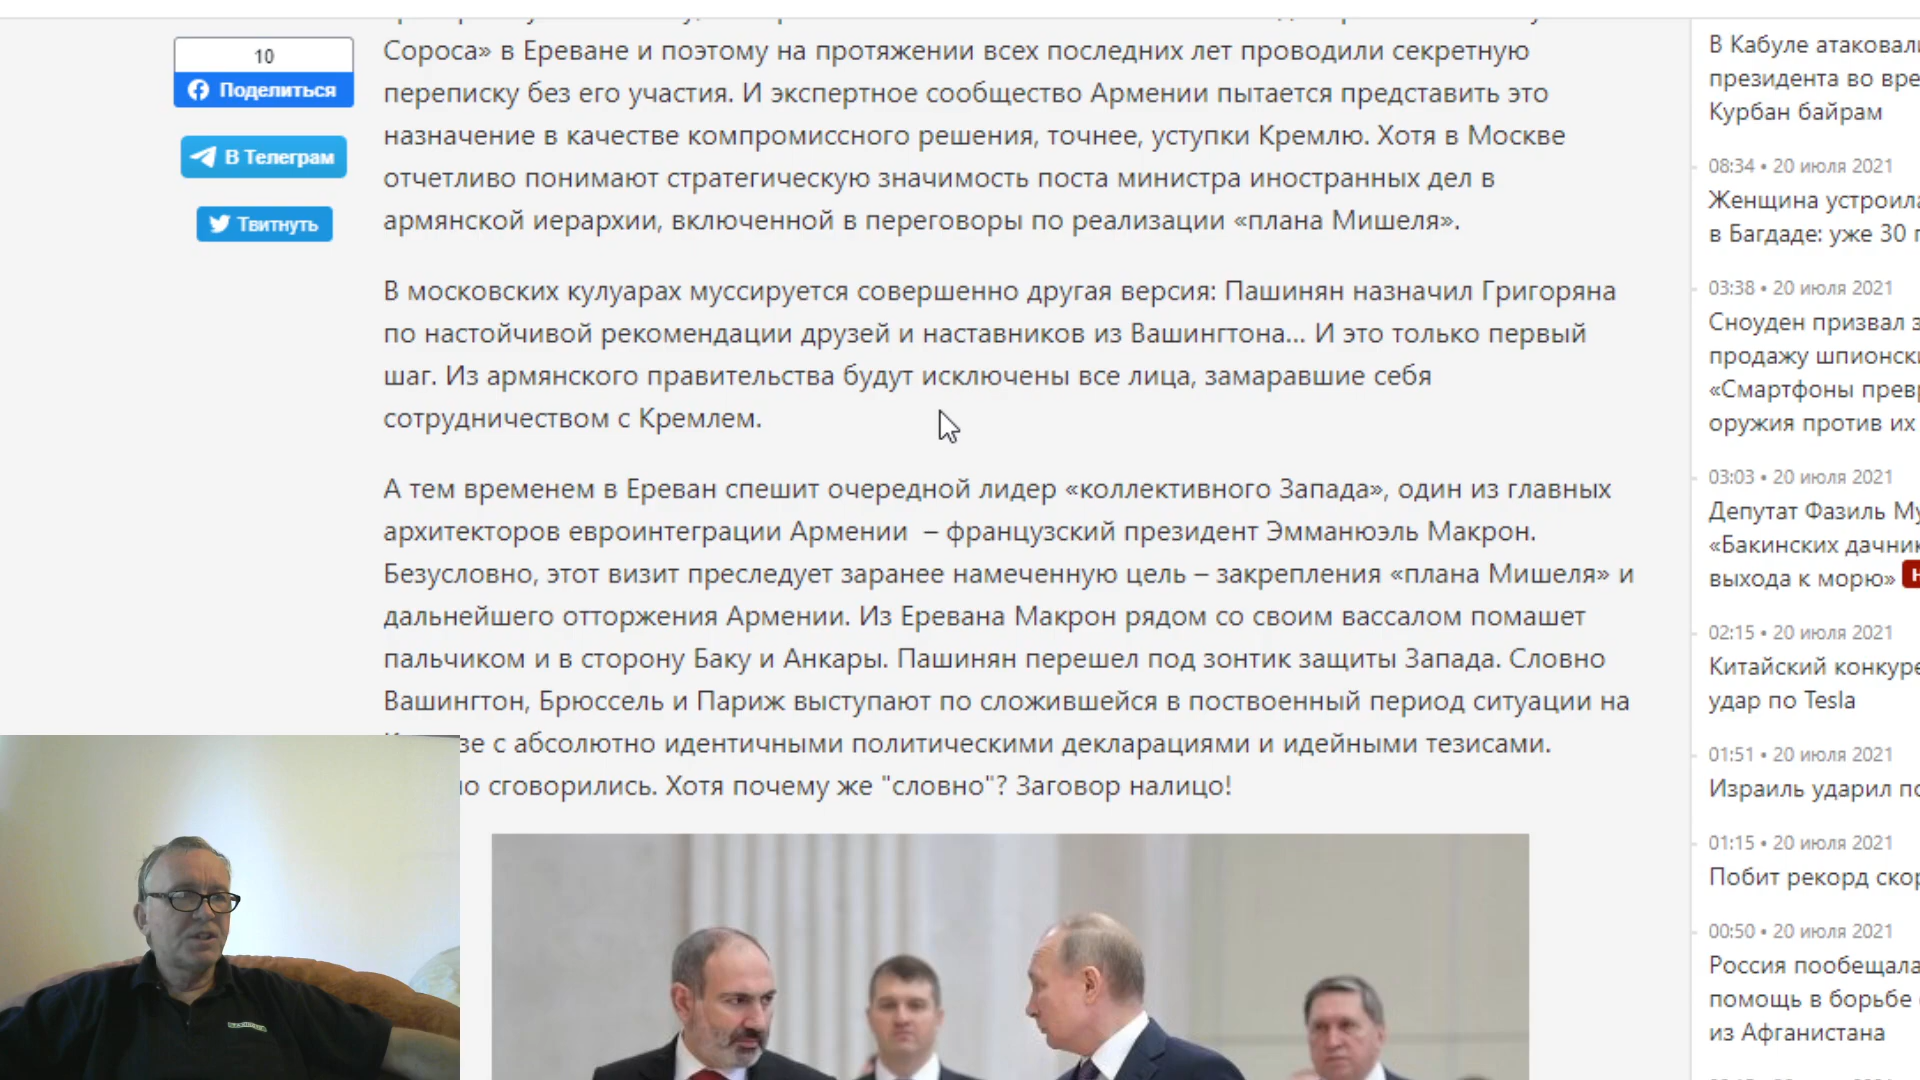 10
Поделиться
В Телеграм
Твитнуть
Сороса» в Ереване и поэтому на протяжении всех последних лет проводили секретную
переписку без его участия. И экспертное сообщество Армении пытается представить это
назначение в качестве компромиссного решения, точнее, уступки Кремлю. Хотя в Москве
отчетливо понимают стратегическую значимость поста министра иностранных дел в
армянской иерархии, включенной в переговоры по реализации «плана Мишеля».
В московских кулуарах муссируется совершенно другая версия: Пашинян назначил Григоряна
по настойчивой рекомендации друзей и наставников из Вашингтона... И это только первый
шаг. Из армянского правительства будут исключены все лица, замаравшие себя
сотрудничеством с Кремлем.
А тем временем в Ереван спешит очередной лидер «коллективного Запада», один из главных
архитекторов евроинтеграции Армении – французский президент Эммануэль Макрон.
Безусловно, этот визит преследует заранее намеченную цель – закрепления «плана Мишеля» и
дальнейшего отторжения Армении. Из Еревана Макрон рядом со своим вассалом помашет
пальчиком и в сторону Баку и Анкары. Пашинян перешел под зонтик защиты Запада. Словно
Вашингтон, Брюссель и Париж выступают по сложившейся в поствоенный период ситуации на
с абсолютно идентичными политическими декларациями и идейными тезисами.
сговорились. Хотя почему же "словно"? Заговор налицо!
В Кабуле атаковали
президента во вре
Курбан байрам
08:34 • 20 июля 2021
Женщина устроила
в Багдаде: уже 30
03:38 • 20 июля 2021
Сноуден призвал
продажу шпионск
«Смартфоны прев
оружия против их
03:03 • 20 июля 2021
Депутат Фазиль Му
«Бакинских дачник
выхода к морю»
02:15 • 20 июля 2021
Китайский конкуре
удар по Tesla
01:51 • 20 июля 2021
Израиль ударил по
01:15 • 20 июля 2021
Побит рекорд скор
00:50 • 20 июля 2021
Россия пообещала
помощь в борьбе
из Афганистана